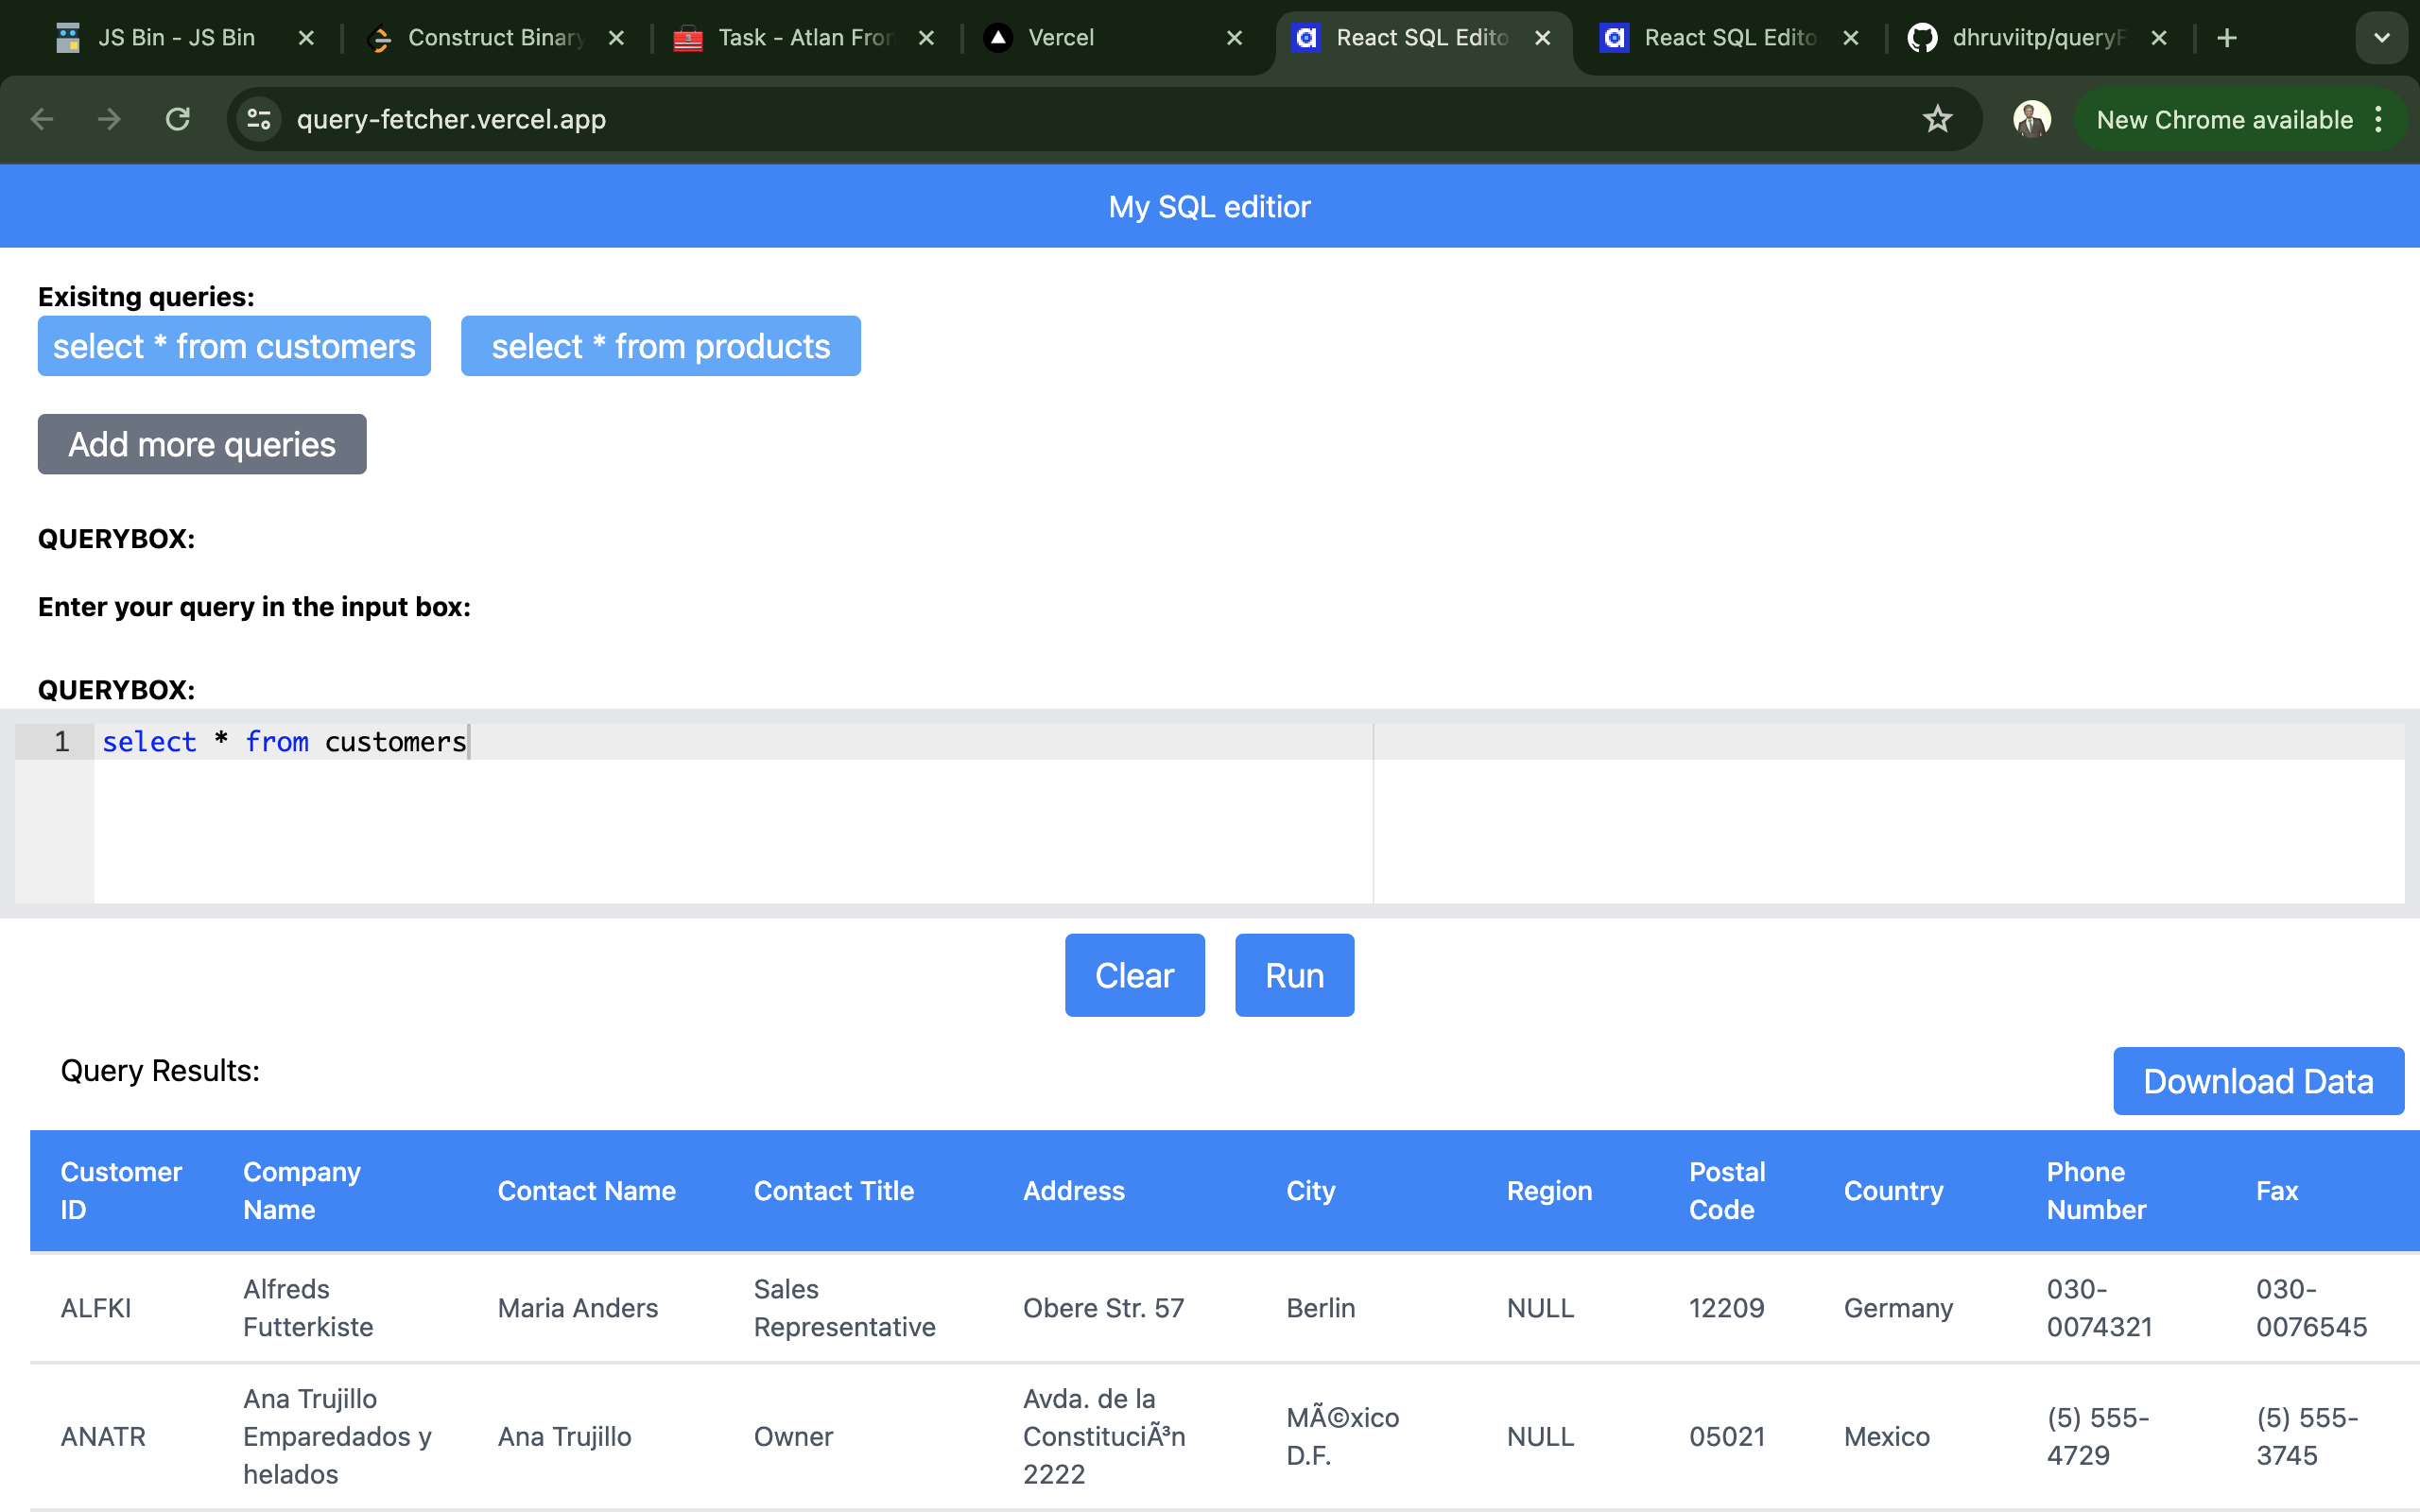 JS Bin - JS Bin
Construct Binary
Task - Atlan Fron
Vercel
React SQL Edito
React SQL Edito
dhruviitp/queryF
query-fetcher.vercel.app
New Chrome available
My SQL editior
Exisitng queries:
select * from customers
select * from products
Add more queries
QUERYBOX:
Enter your query in the input box:
QUERYBOX:
1 select * from customers
Clear
Run
Query Results:
Download Data
Customer ID
Company Name
Contact Name
Contact Title
Address
City
Region
Postal Code
Country
Phone Number
Fax
ALFKI
Alfreds
Futterkiste
Maria Anders
Sales
Representative
Obere Str. 57
Berlin
NULL
12209
Germany
030-
0074321
030-
0076545
ANATR
Ana Trujillo
Emparedados y
helados
Ana Trujillo
Owner
Avda. de la
ConstituciÃ³n
2222
MÃ©xico
D.F.
NULL
05021
Mexico
(5) 555-
4729
(5) 555-
3745